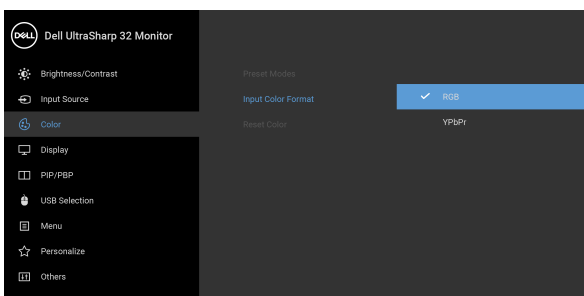 DELL Dell UltraSharp 32 Monitor
Brightness/Contrast
Input Source
Color
Display
PIP/PBP
USB Selection
Menu
Personalize
Others
Preset Modes
Input Color Format
Reset Color
RGB
YPbPr